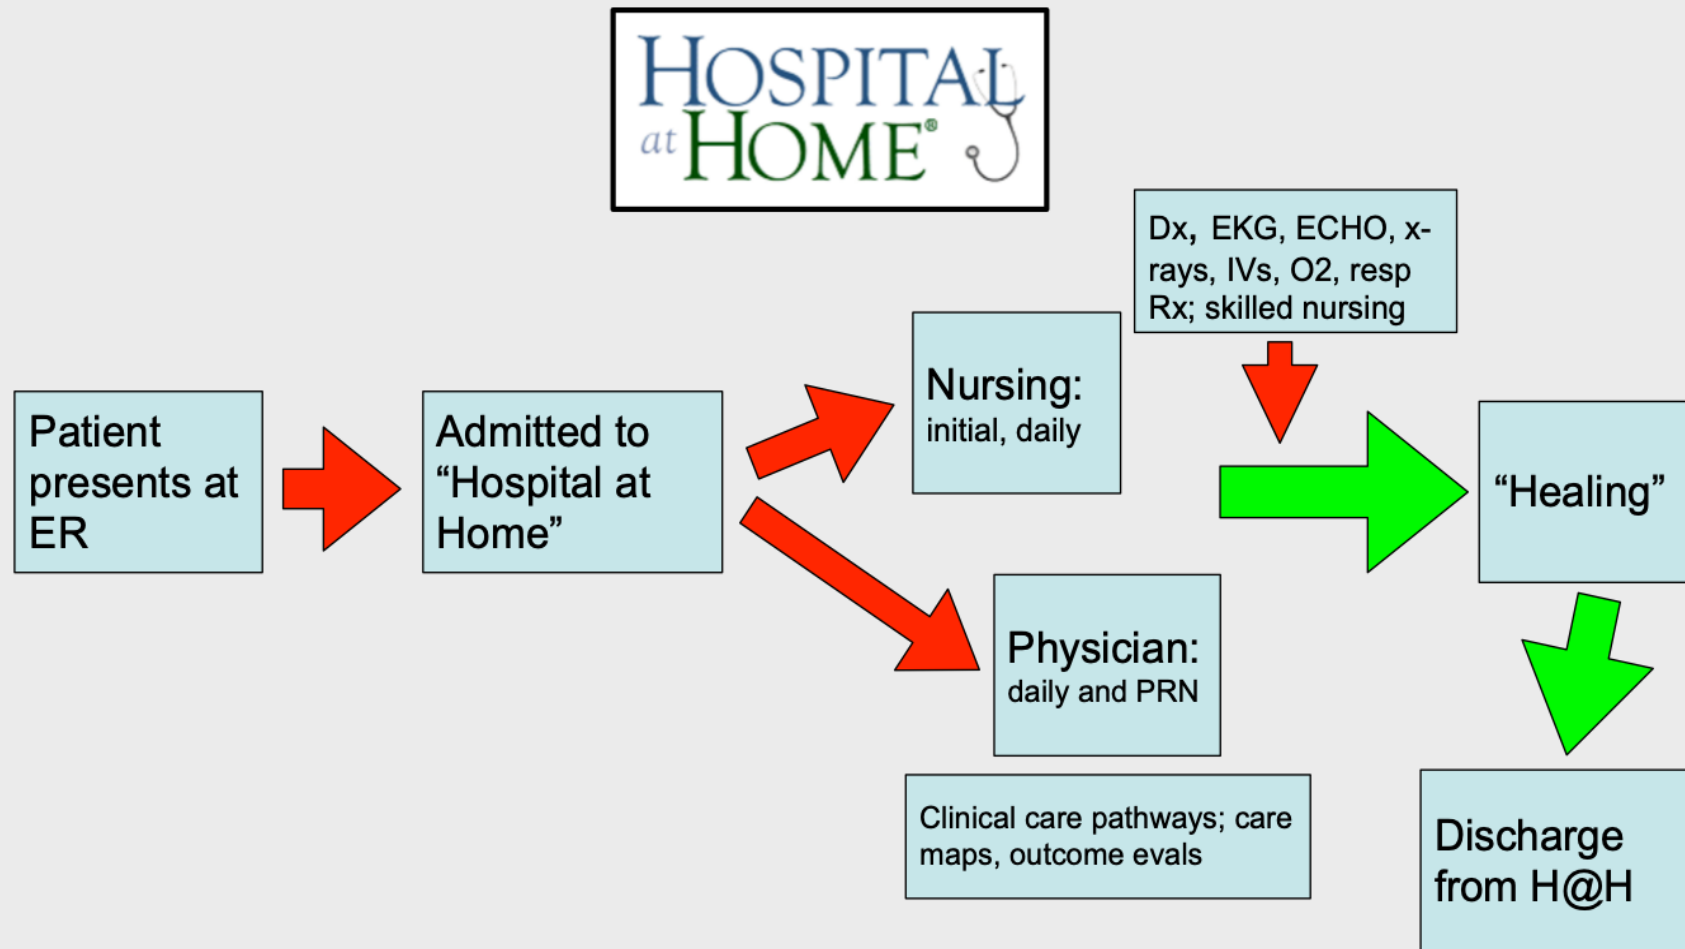 HOSPITAL
at HOME®
Dx, EKG, ECHO, x-
rays, IVs, O2, resp
Rx; skilled nursing
Nursing:
initial, daily
Patient
presents at
ER
Admitted to
“Hospital at
Home”
“Healing”
Physician:
daily and PRN
Clinical care pathways; care
maps, outcome evals
Discharge
from H@H